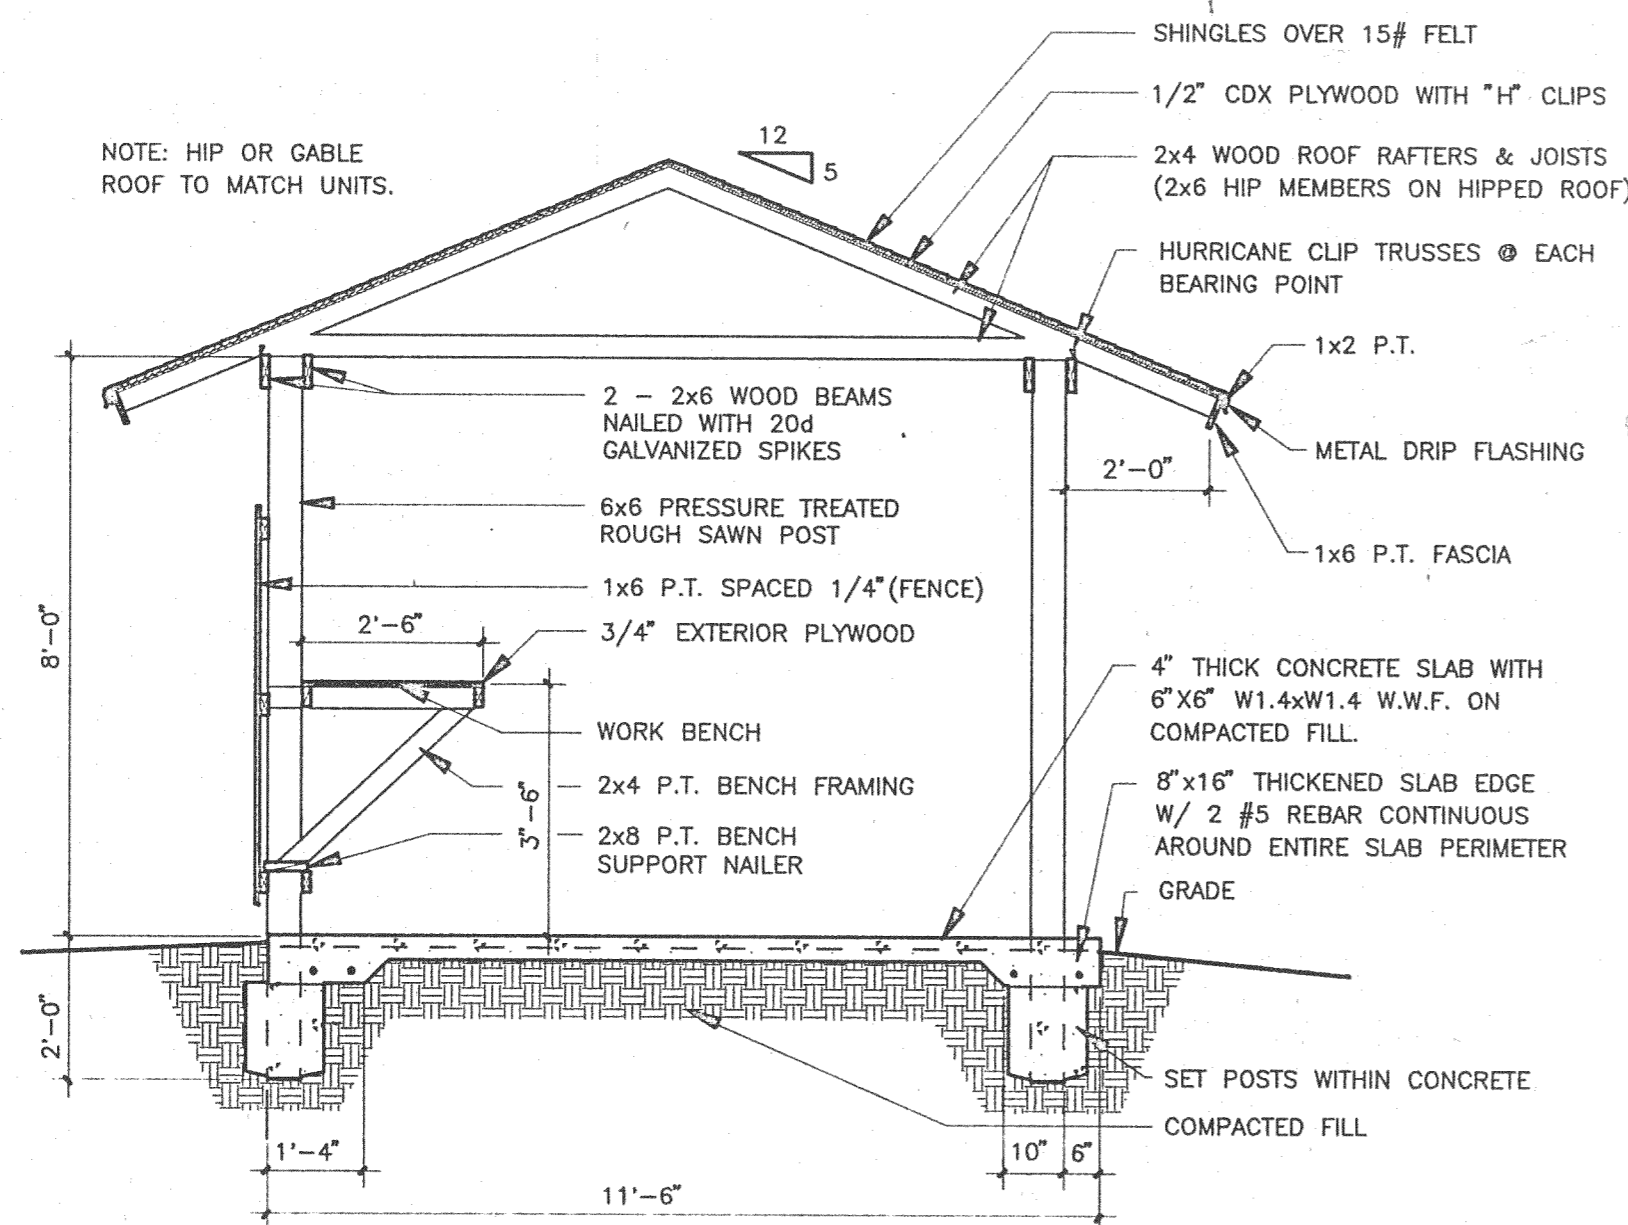 SHINGLES OVER 15# FELT
1/2" CDX PLYWOOD WITH "H" CLIPS
12
5
NOTE: HIP OR GABLE
ROOF TO MATCH UNITS.
2x4 WOOD ROOF RAFTERS & JOISTS
(2x6 HIP MEMBERS ON HIPPED ROOF)
HURRICANE CLIP TRUSSES @ EACH
BEARING POINT
1x2 P.T.
2 - 2x6 WOOD BEAMS
NAILED WITH 20d
GALVANIZED SPIKES
METAL DRIP FLASHING
2'-0"
6x6 PRESSURE TREATED
ROUGH SAWN POST
1x6 P.T. FASCIA
1x6 P.T. SPACED 1/4" (FENCE)
2'-6"
3/4" EXTERIOR PLYWOOD
8'-0"
4" THICK CONCRETE SLAB WITH
6"X6" W1.4xW1.4 W.W.F. ON
COMPACTED FILL.
WORK BENCH
2x4 P.T. BENCH FRAMING
3'-6"
2x8 P.T. BENCH
SUPPORT NAILER
8"x16" THICKENED SLAB EDGE
W/ 2 #5 REBAR CONTINUOUS
AROUND ENTIRE SLAB PERIMETER
GRADE
2'-0"
SET POSTS WITHIN CONCRETE
COMPACTED FILL
1'-4"
10"
6"
11'-6"